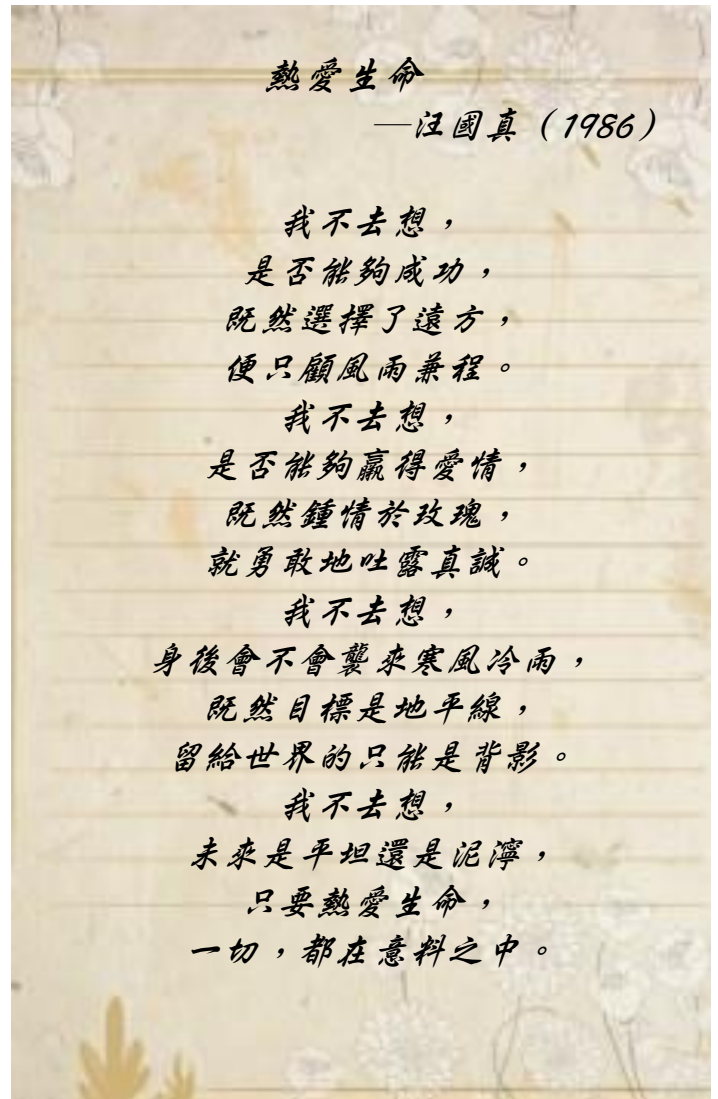 熱愛生命
—汪國真（1986）
我不去想，
是否能夠成功，
既然選擇了遠方，
便只顧風雨兼程。
我不去想，
是否能夠贏得愛情，
既然鍾情於玫瑰，
就勇敢地吐露真誠。
我不去想，
身後會不會襲來寒風冷雨，
既然目標是地平線，
留給世界的只能是背影。
我不去想，
未來是平坦還是泥濘，
只要熱愛生命，
一切，都在意料之中。